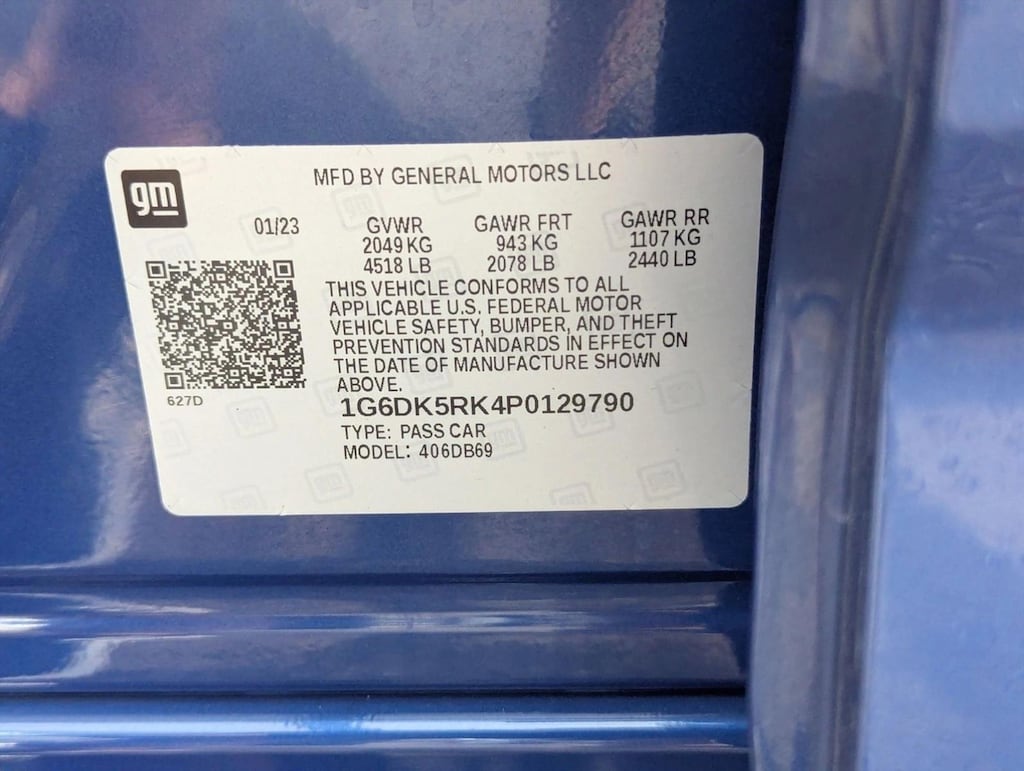 gm
MFD BY GENERAL MOTORS LLC
01/23 GVWR GAWR FRT GAWR RR
2049 KG 943 KG 1107 KG
4518 LB 2078 LB 2440 LB
THIS VEHICLE CONFORMS TO ALL
APPLICABLE U.S. FEDERAL MOTOR
VEHICLE SAFETY, BUMPER, AND THEFT
PREVENTION STANDARDS IN EFFECT ON
THE DATE OF MANUFACTURE SHOWN
ABOVE.
627D
1G6DK5RK4P0129790
TYPE: PASS CAR
MODEL: 406DB69